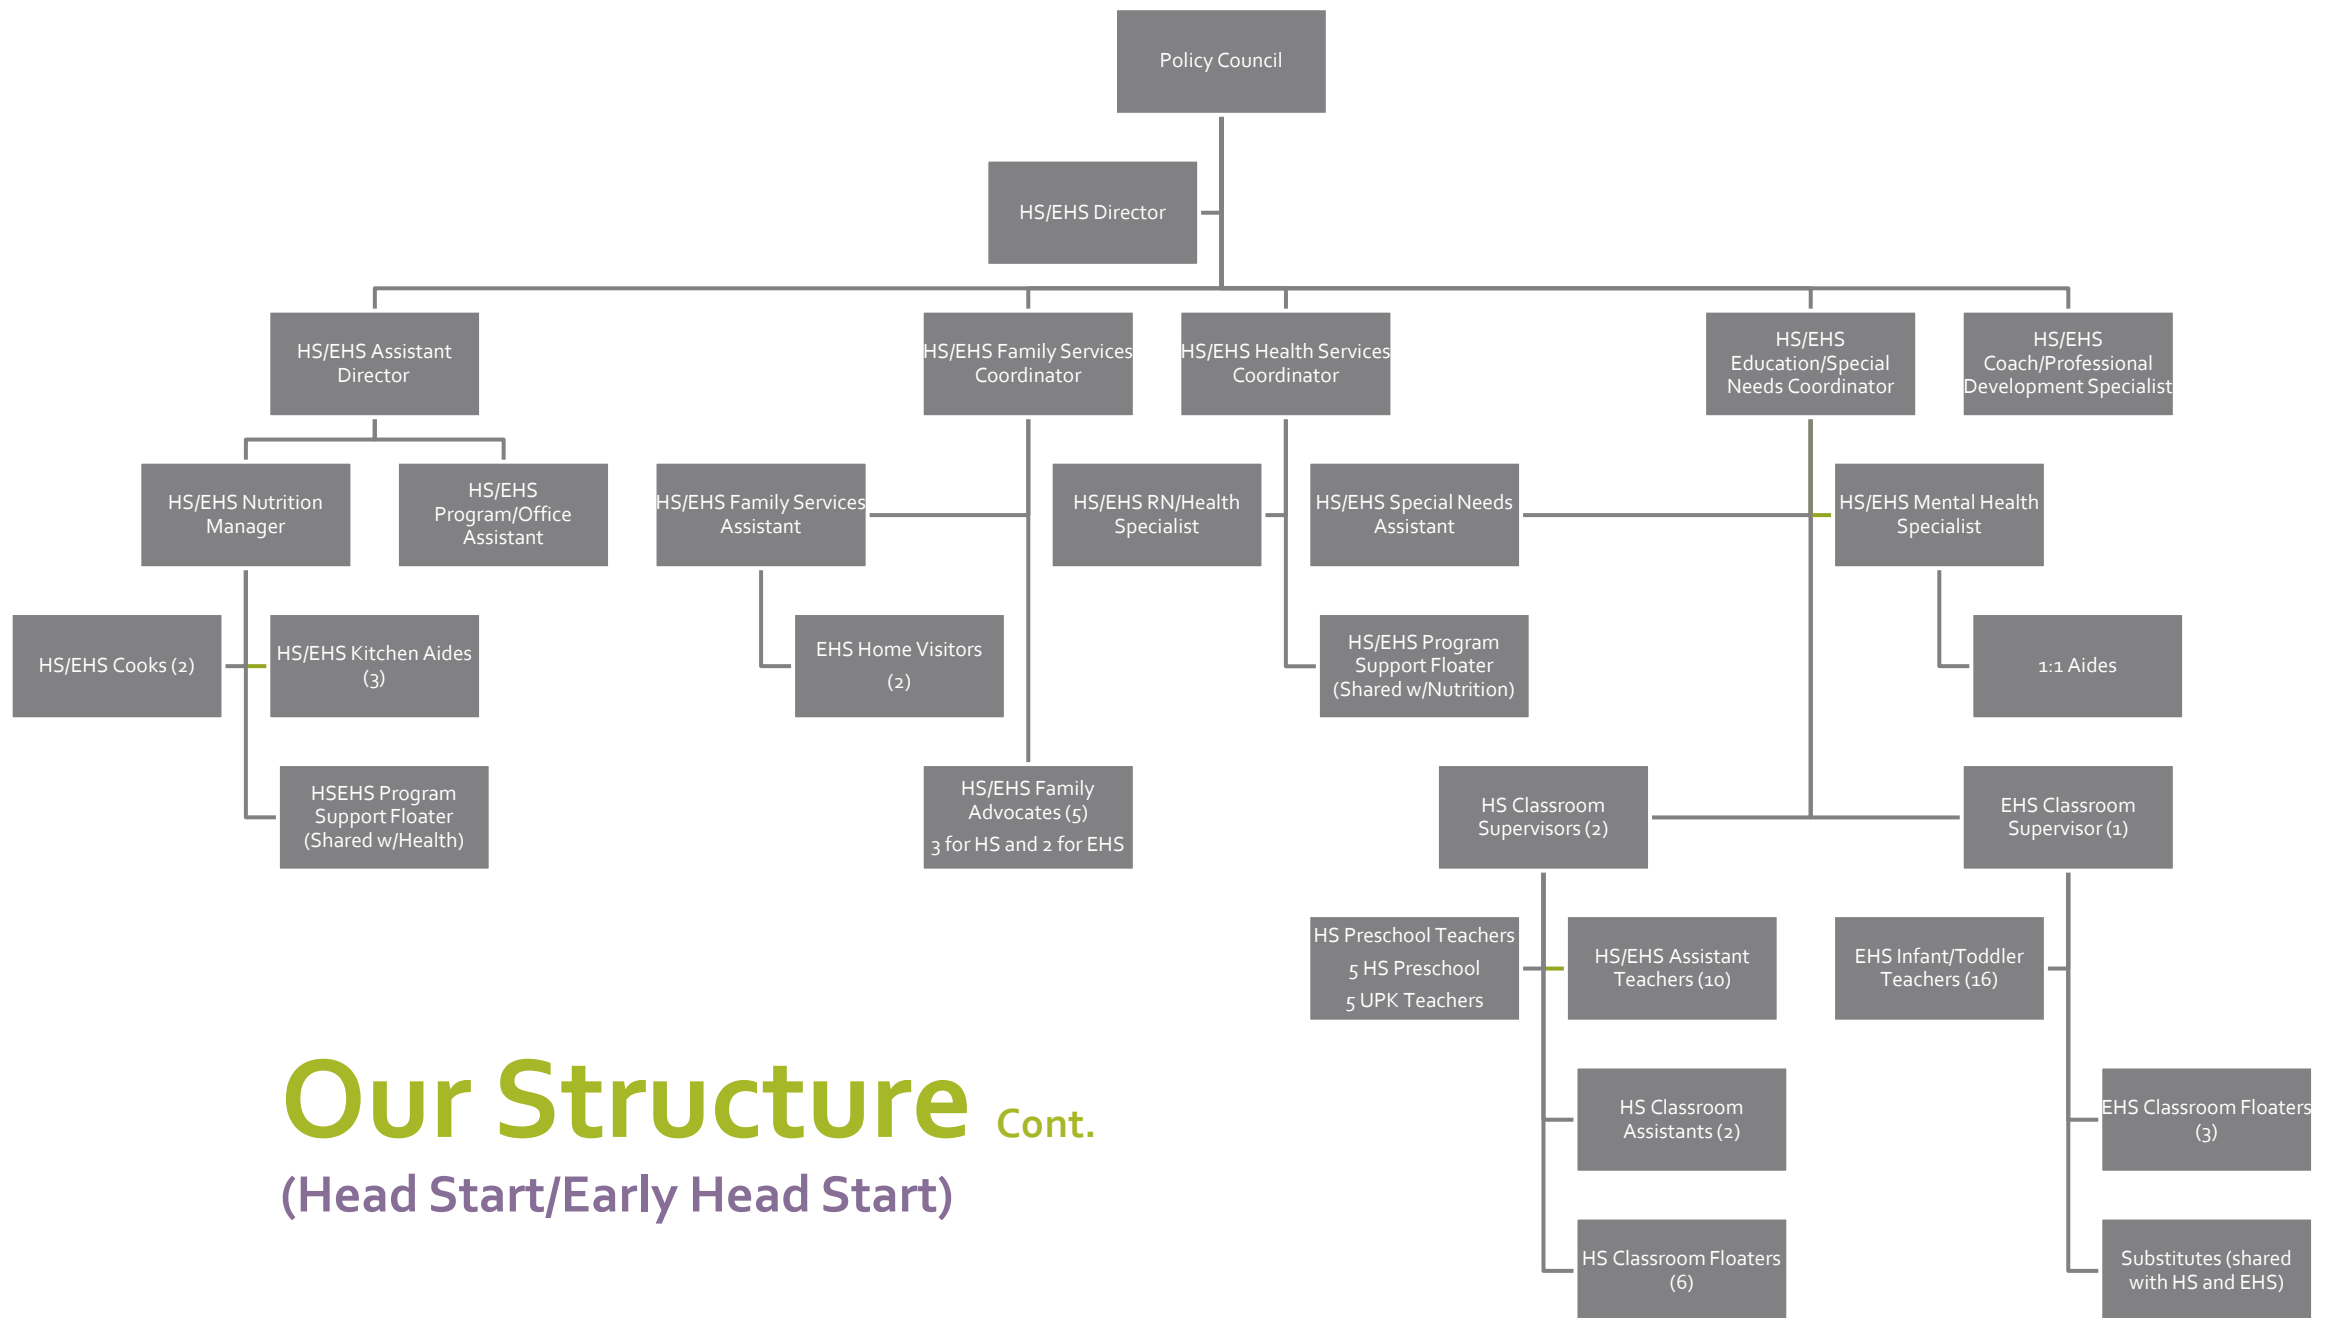 Policy Council
HS/EHS Director
HS/EHS Assistant
Director
HS/EHS Family Services
Coordinator
HS/EHS Health Services
Coordinator
HS/EHS
Education/Special
Needs Coordinator
HS/EHS
Coach/Professional
Development Specialist
HS/EHS Nutrition
Manager
HS/EHS
Program/Office
Assistant
HS/EHS Family Services
Assistant
HS/EHS RN/Health
Specialist
HS/EHS Special Needs
Assistant
HS/EHS Mental Health
Specialist
HS/EHS Cooks (2)
HS/EHS Kitchen Aides
(3)
EHS Home Visitors
(2)
HS/EHS Program
Support Floater
(Shared w/Nutrition)
1:1 Aides
HSEHS Program
Support Floater
(Shared w/Health)
HS/EHS Family
Advocates (5)
3 for HS and 2 for EHS
HS Classroom
Supervisors (2)
EHS Classroom
Supervisor (1)
HS Preschool Teachers
5 HS Preschool
5 UPK Teachers
HS/EHS Assistant
Teachers (10)
EHS Infant/Toddler
Teachers (16)
HS Classroom
Assistants (2)
EHS Classroom Floaters
(3)
HS Classroom Floaters
(6)
Substitutes (shared
with HS and EHS)
Our Structure Cont.
(Head Start/Early Head Start)